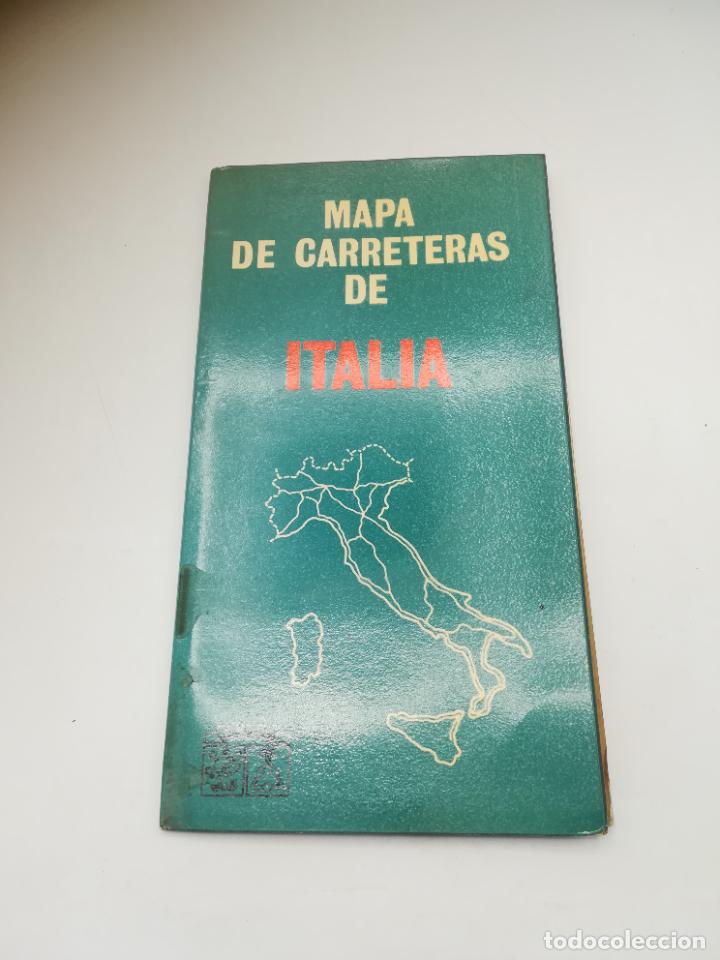 MAPA
DE CARRETERAS
DE
ITALIA
todocoleccion